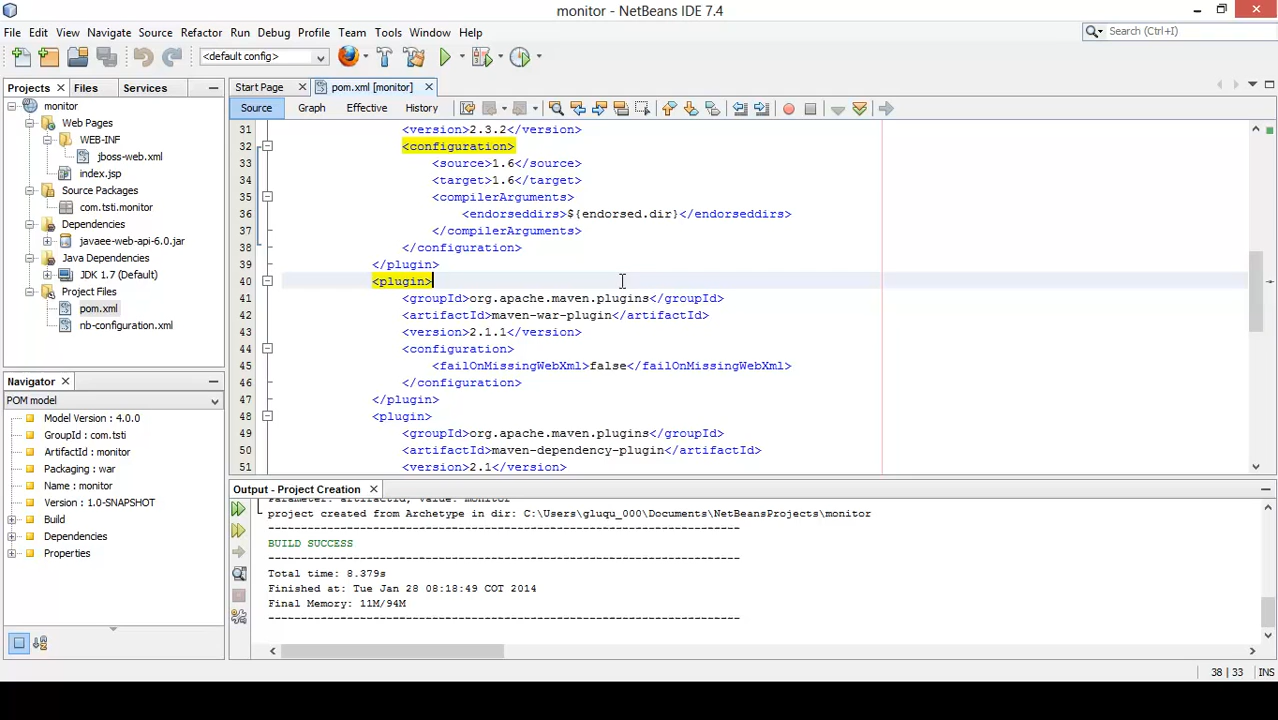 monitor - NetBeans IDE 7.4
File Edit View Navigate Source Refactor Run Debug Profile Team Tools Window Help
Search (Ctrl+I)
<default config>
Projects Files Services
Start Page pom.xml [monitor]
Source Graph Effective History
monitor
Web Pages
WEB-INF
jboss-web.xml
index.jsp
Source Packages
com.tsti.monitor
Dependencies
javaee-web-api-6.0.jar
Java Dependencies
JDK 1.7 (Default)
Project Files
pom.xml
nb-configuration.xml
31 <version>2.3.2</version>
32 <configuration>
33 <source>1.6</source>
34 <target>1.6</target>
35 <compilerArguments>
36 <endorseddirs>${endorsed.dir}</endorseddirs>
37 </compilerArguments>
38 </configuration>
39 </plugin>
40 <plugin>
41 <groupId>org.apache.maven.plugins</groupId>
42 <artifactId>maven-war-plugin</artifactId>
43 <version>2.1.1</version>
44 <configuration>
45 <failOnMissingWebXml>false</failOnMissingWebXml>
46 </configuration>
47 </plugin>
48 <plugin>
49 <groupId>org.apache.maven.plugins</groupId>
50 <artifactId>maven-dependency-plugin</artifactId>
51 <version>2.1</version>
Navigator
POM model
Model Version : 4.0.0
GroupId : com.tsti
ArtifactId : monitor
Packaging : war
Name : monitor
Version : 1.0-SNAPSHOT
Build
Dependencies
Properties
Output - Project Creation
Parameter: artifactId, Value: monitor
project created from Archetype in dir: C:\Users\gluqu_000\Documents\NetBeansProjects\monitor
------------------------------------------------------------------------
BUILD SUCCESS
------------------------------------------------------------------------
Total time: 8.379s
Finished at: Tue Jan 28 08:18:49 COT 2014
Final Memory: 11M/94M
------------------------------------------------------------------------
38 | 33 INS